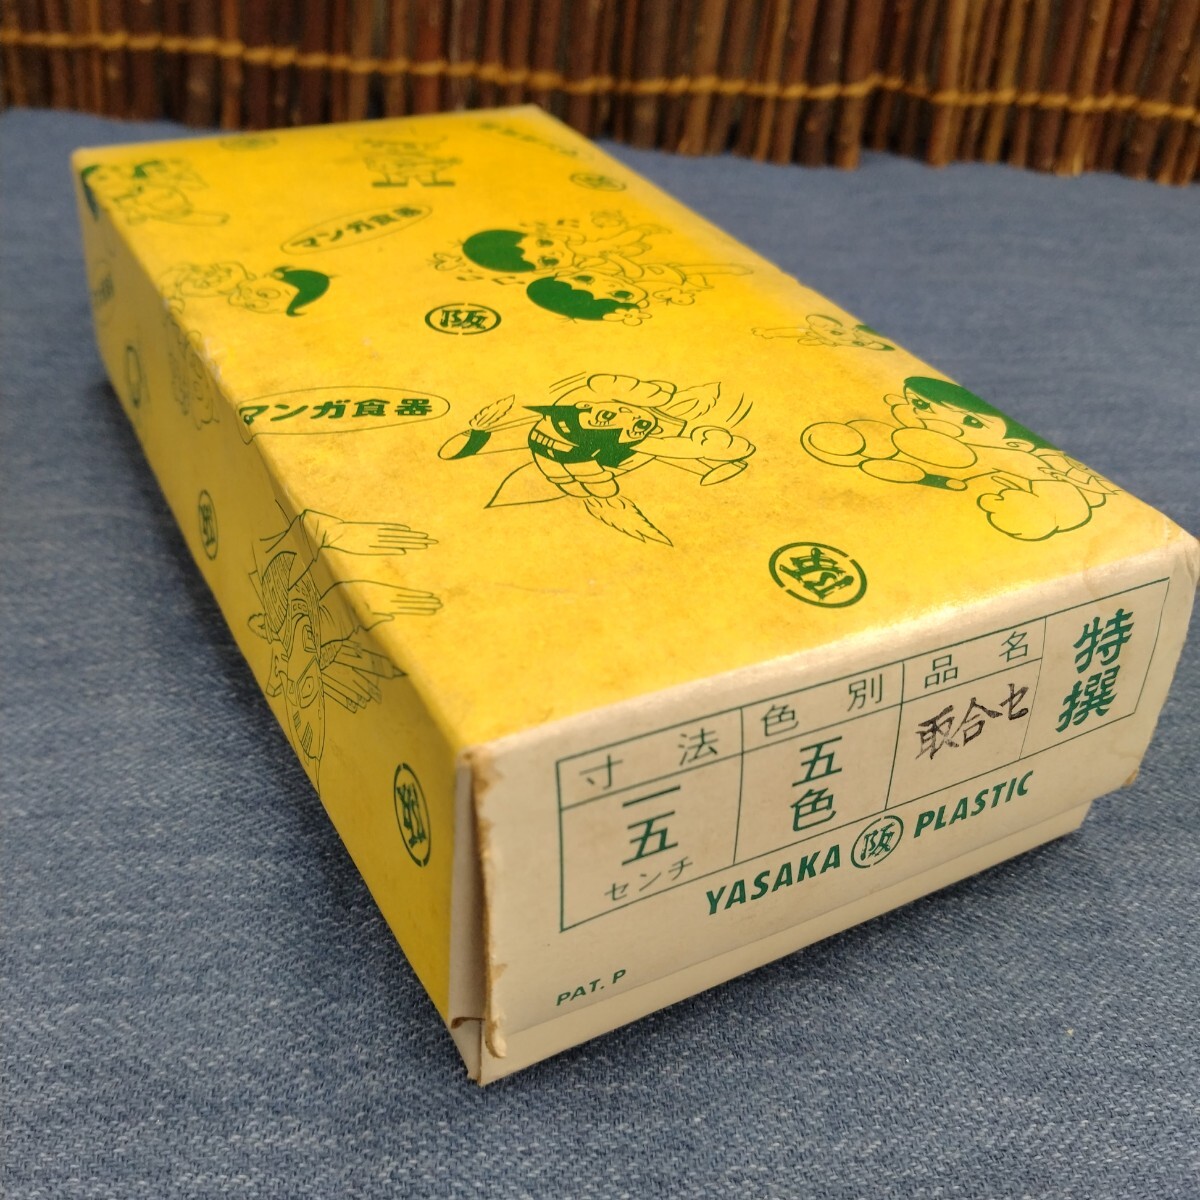 マンガ食器
阪
マンガ食器
阪
阪
阪
特撰
品名
取合セ
色別
五色
寸法
一五
センチ
YASAKA 阪 PLASTIC
PAT. P